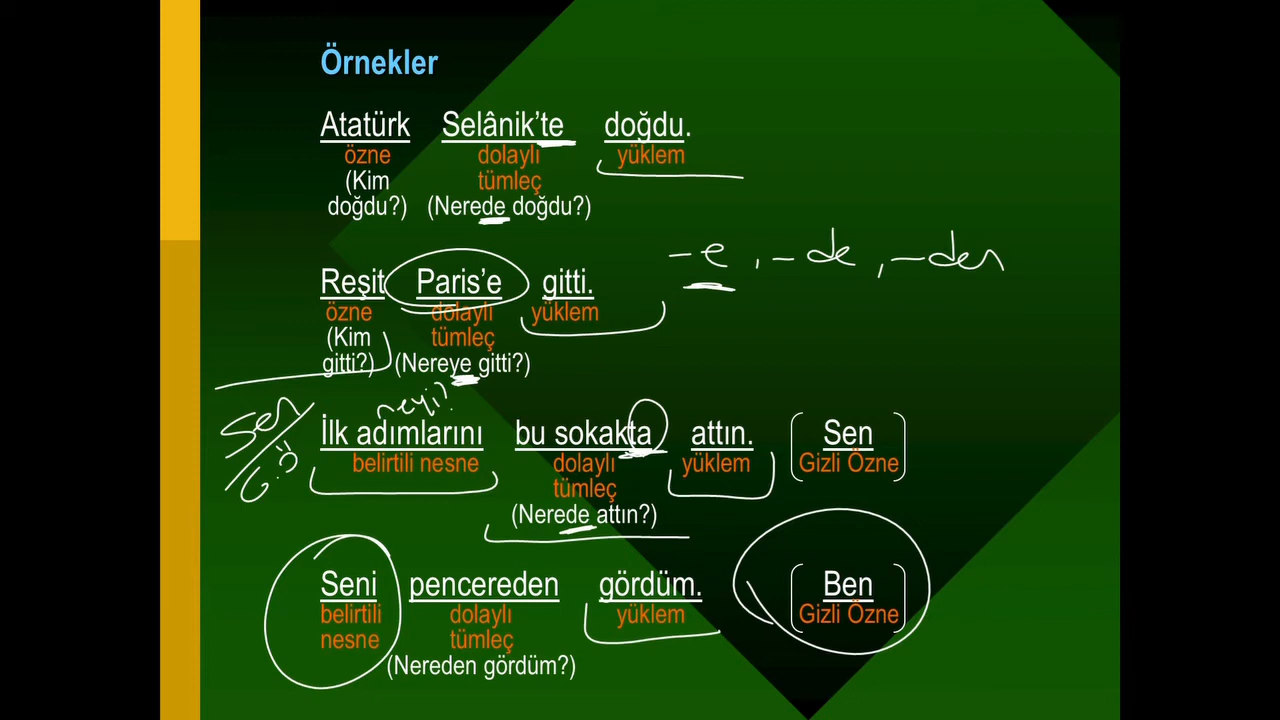 Örnekler
Atatürk Selânik'te doğdu.
özne dolaylı yüklem
(Kim tümleç
doğdu?) (Nerede doğdu?)
-e , -de , -den
Reşit Paris'e gitti.
özne dolaylı yüklem
(Kim tümleç
gitti?) (Nereye gitti?)
neyi?
Sen
G.Ö
İlk adımlarını bu sokakta attın. Sen
belirtili nesne dolaylı yüklem Gizli Özne
tümleç
(Nerede attın?)
Seni pencereden gördüm. Ben
belirtili dolaylı yüklem Gizli Özne
nesne tümleç
(Nereden gördüm?)